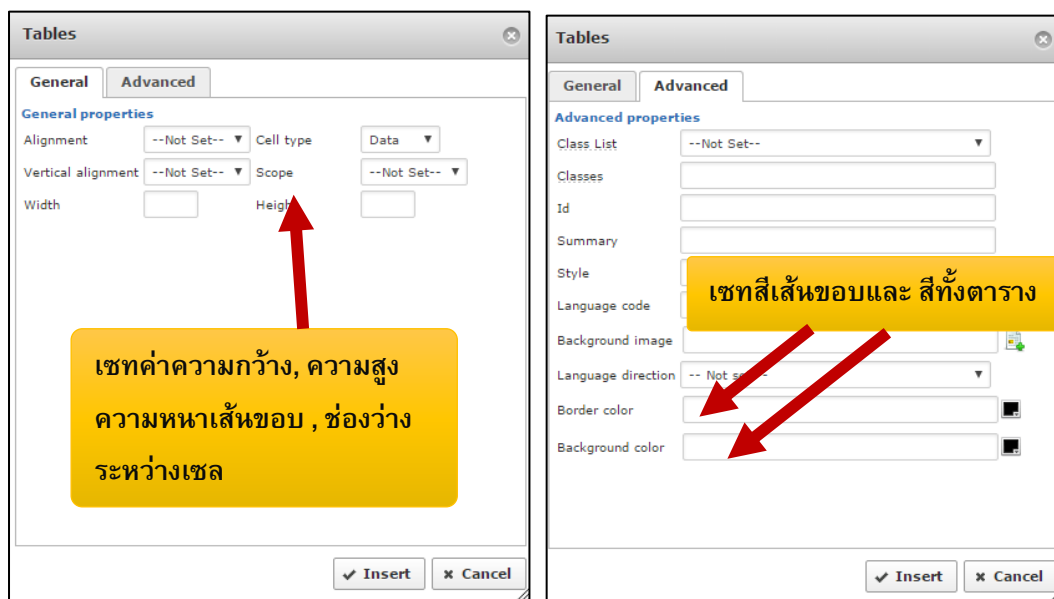 Tables
General Advanced
General properties
Alignment --Not Set-- Cell type Data
Vertical alignment --Not Set-- Scope --Not Set--
Width
เซทค่าความกว้าง, ความสูง
ความหนาเส้นขอบ , ช่องว่าง
ระหว่างเซล
Insert Cancel
Tables
General Advanced
Advanced properties
Class List --Not Set--
Classes
Id
Summary
Style
เซทสีเส้นขอบและ สีทั้งตาราง
Language code
Background image
Language direction -- Not
Border color
Background color
Insert Cancel